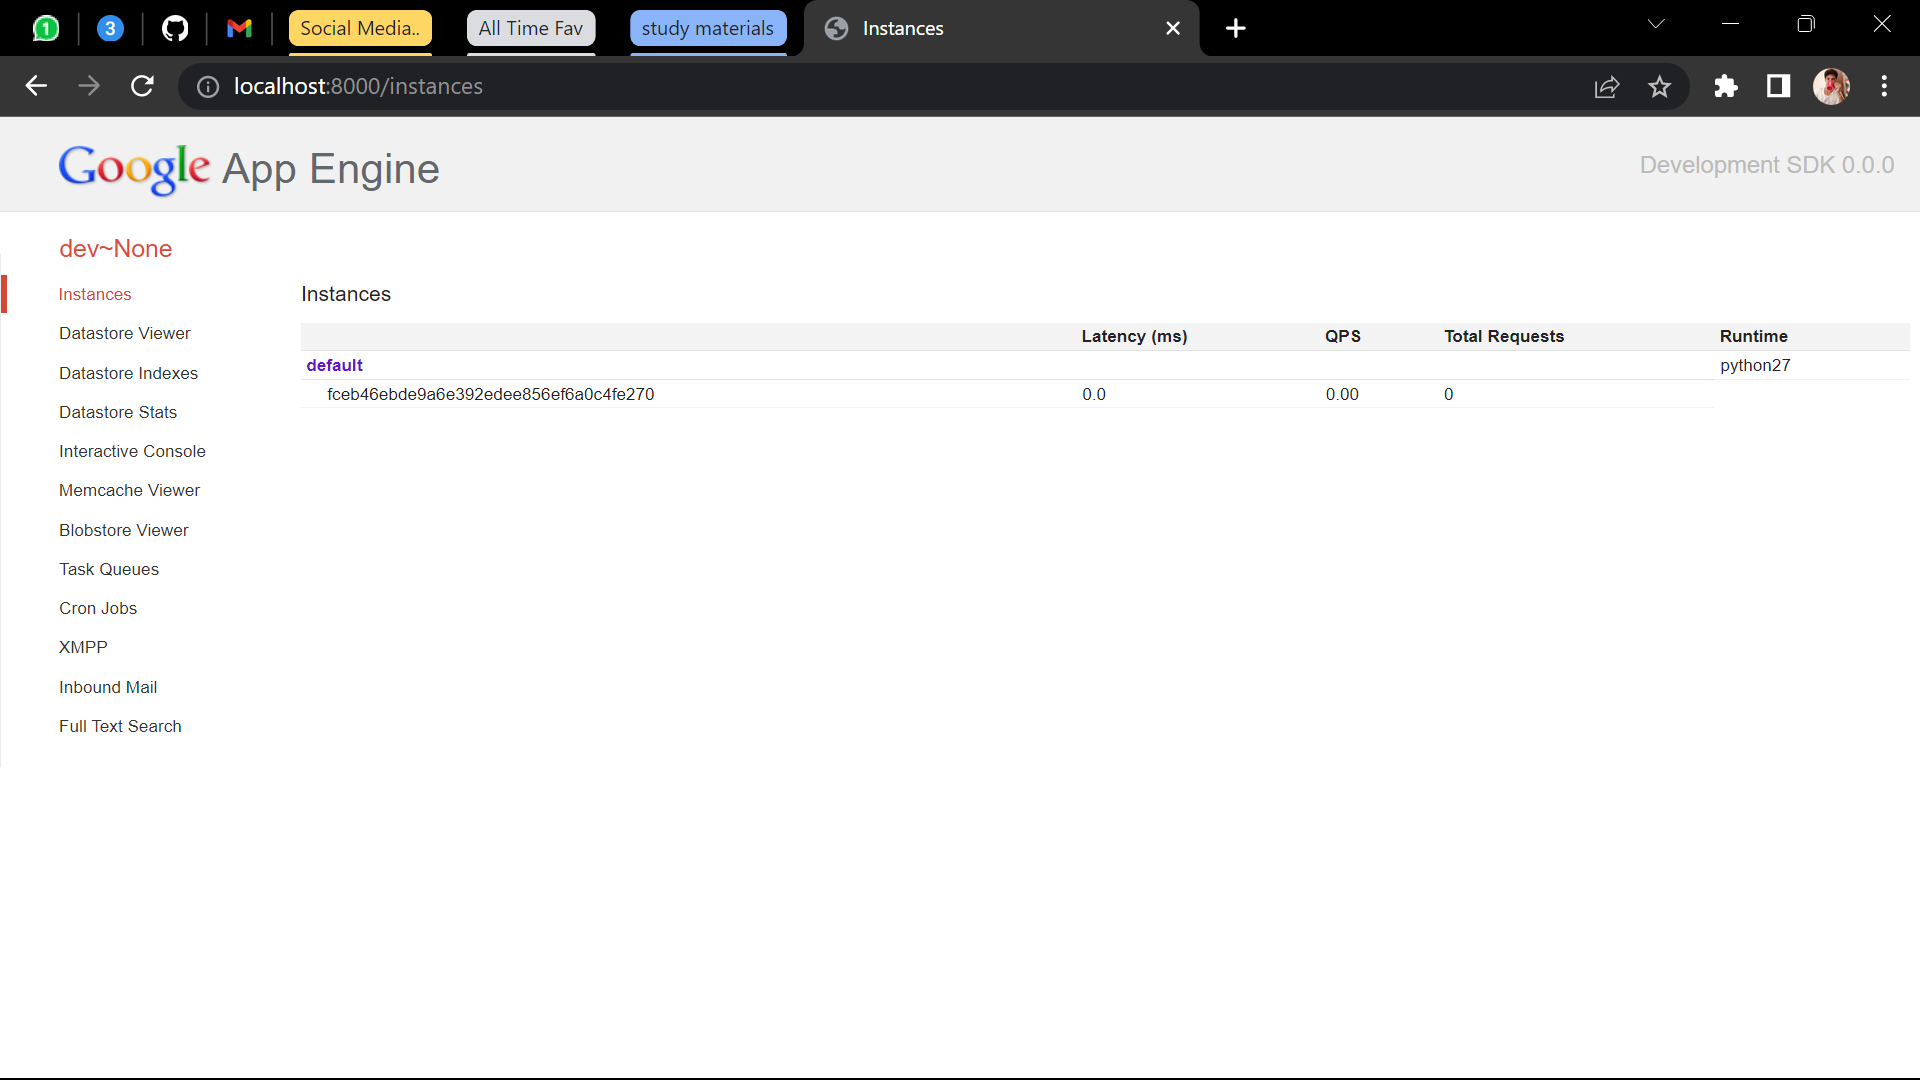 1
3
Social Media..
All Time Fav
study materials
Instances
localhost:8000/instances
Google App Engine
Development SDK 0.0.0
dev~None
Instances
Datastore Viewer
Datastore Indexes
Datastore Stats
Interactive Console
Memcache Viewer
Blobstore Viewer
Task Queues
Cron Jobs
XMPP
Inbound Mail
Full Text Search
Instances
Latency (ms) QPS Total Requests Runtime
default python27
fceb46ebde9a6e392edee856ef6a0c4fe270 0.0 0.00 0